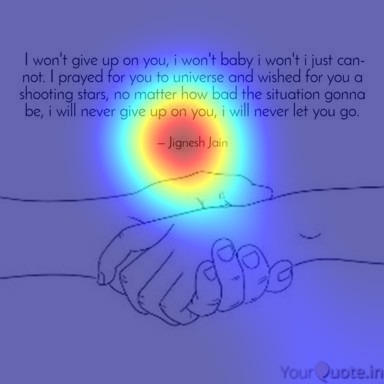 I won't give up on you, i won't baby i won't i just can-
not. I prayed for you to universe and wished for you a
shooting stars, no matter how bad the situation gonna
be, i will never give up on you, i will never let you go.
– Jignesh Jain
YourQuote.in